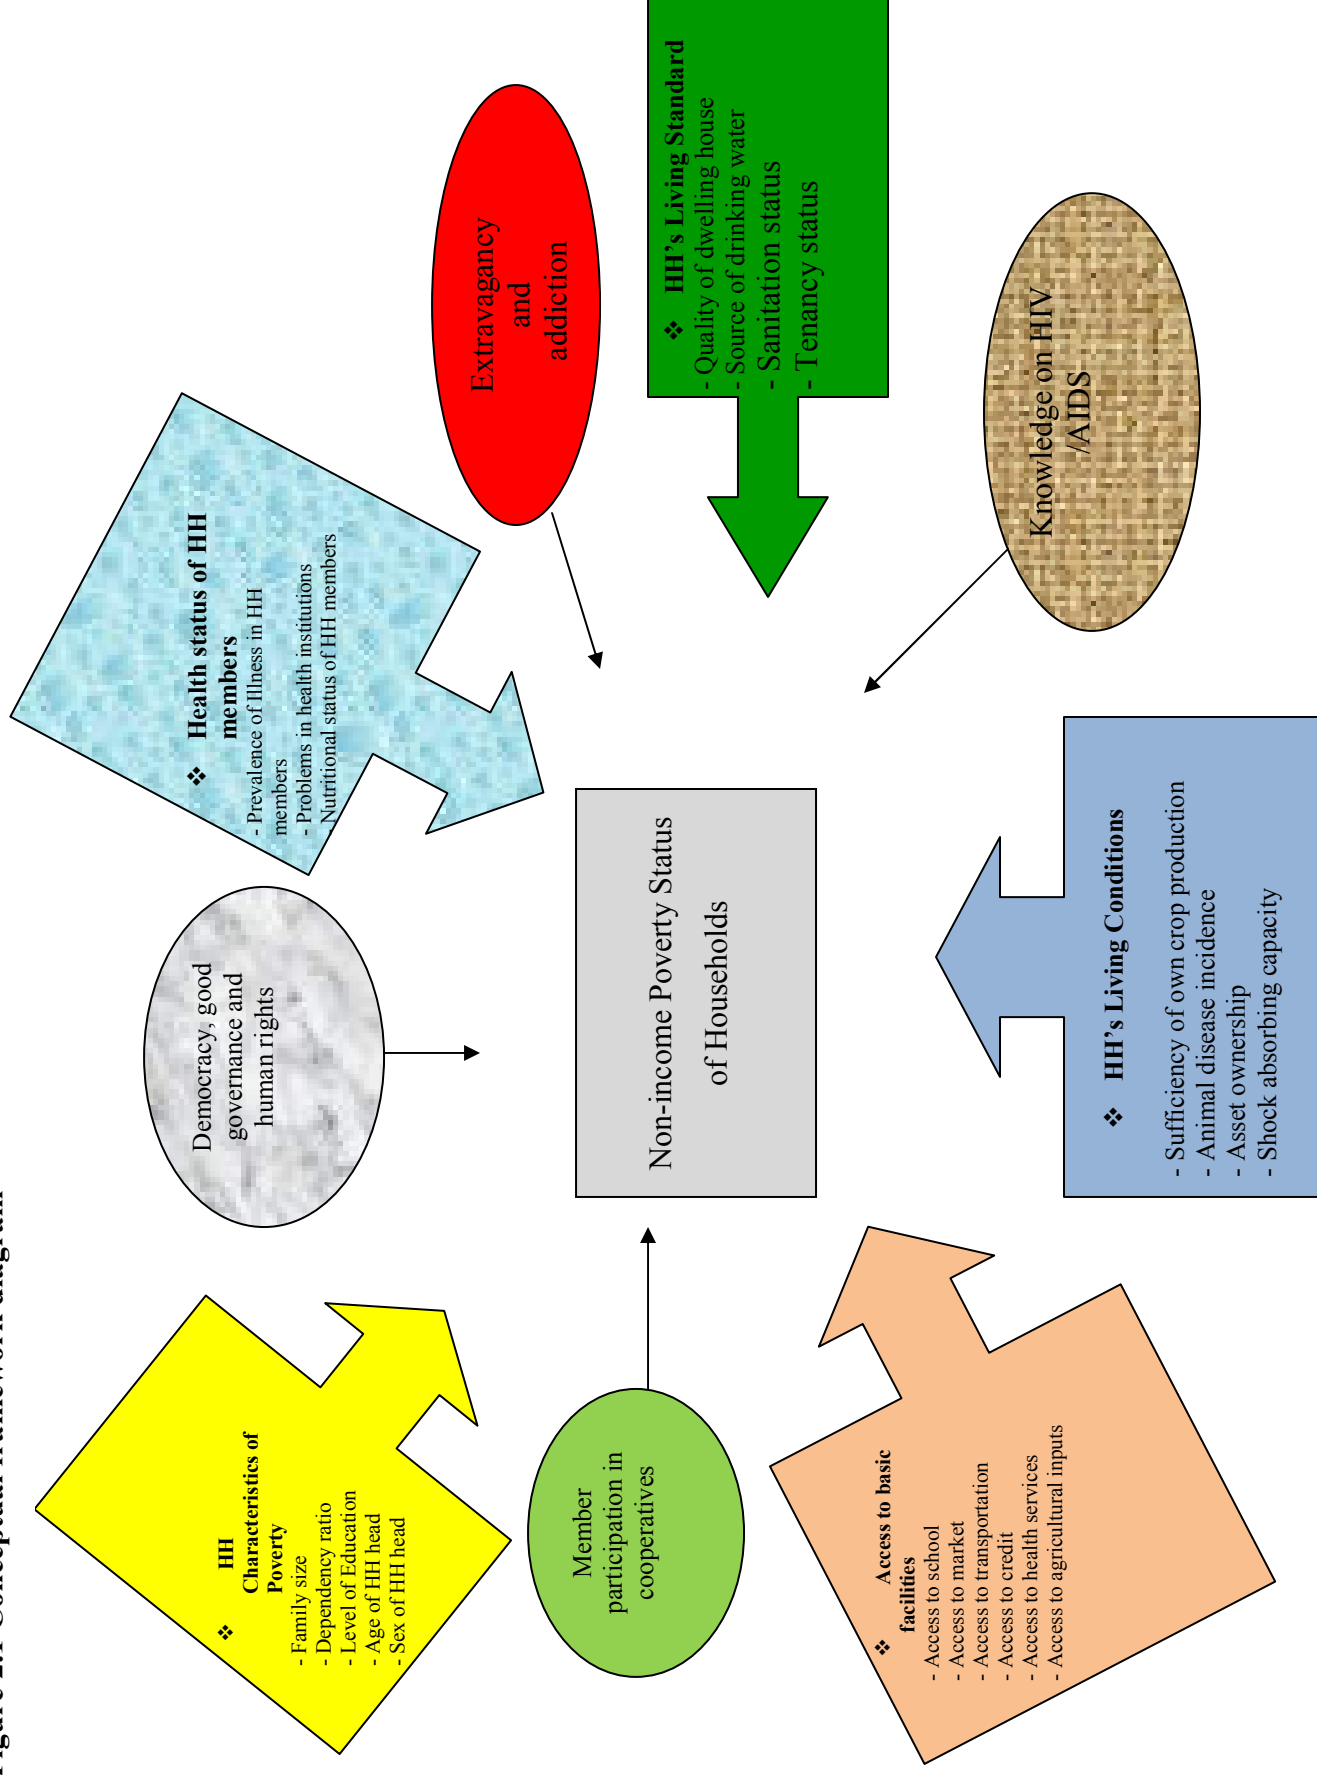 Figure 2.1 Conceptual framework diagram
❖ HH
Characteristics of
Poverty
- Family size
- Dependency ratio
- Level of Education
- Age of HH head
- Sex of HH head
Democracy, good
governance and
human rights
❖ Health status of HH
members
- Prevalence of Illness in HH
members
- Problems in health institutions
- Nutritional status of HH members
Extravagancy
and
addiction
Member
participation in
cooperatives
Non-income Poverty Status
of Households
❖ HH’s Living Standard
- Quality of dwelling house
- Source of drinking water
- Sanitation status
- Tenancy status
❖ Access to basic
facilities
- Access to school
- Access to market
- Access to transportation
- Access to credit
- Access to health services
- Access to agricultural inputs
❖ HH’s Living Conditions
- Sufficiency of own crop production
- Animal disease incidence
- Asset ownership
- Shock absorbing capacity
Knowledge on HIV
/AIDS